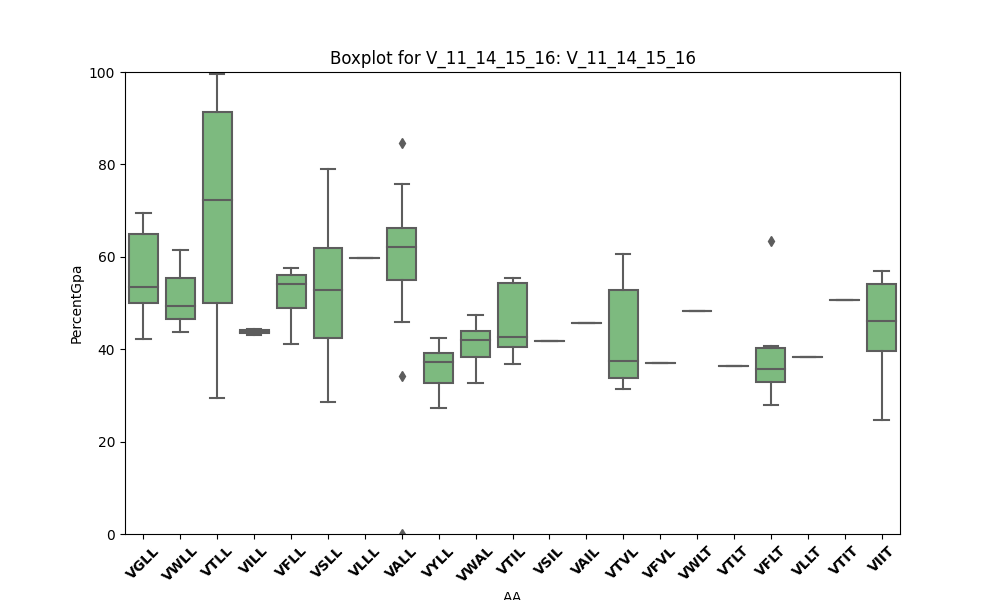 Boxplot for V_11_14_15_16: V_11_14_15_16
100
80
60
40
20
0
PercentGpa
VGLL VWLL VTLL VILL VFLL VSLL VLLL VALL VYLL VWAL VTIL VSIL VAIL VTVL VFVL VWLT VTLT VFLT VLLT VTIT VIIT
AA